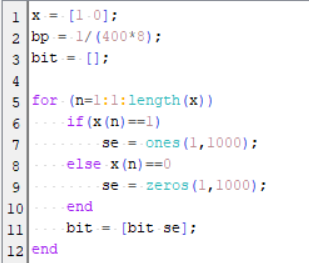 1 x = [1 0];
2 bp = 1/(400*8);
3 bit = [];
4
5 for (n=1:1:length(x))
6     if(x(n)==1)
7         se = ones(1,1000);
8     else x(n)==0
9         se = zeros(1,1000);
10     end
11     bit = [bit se];
12 end